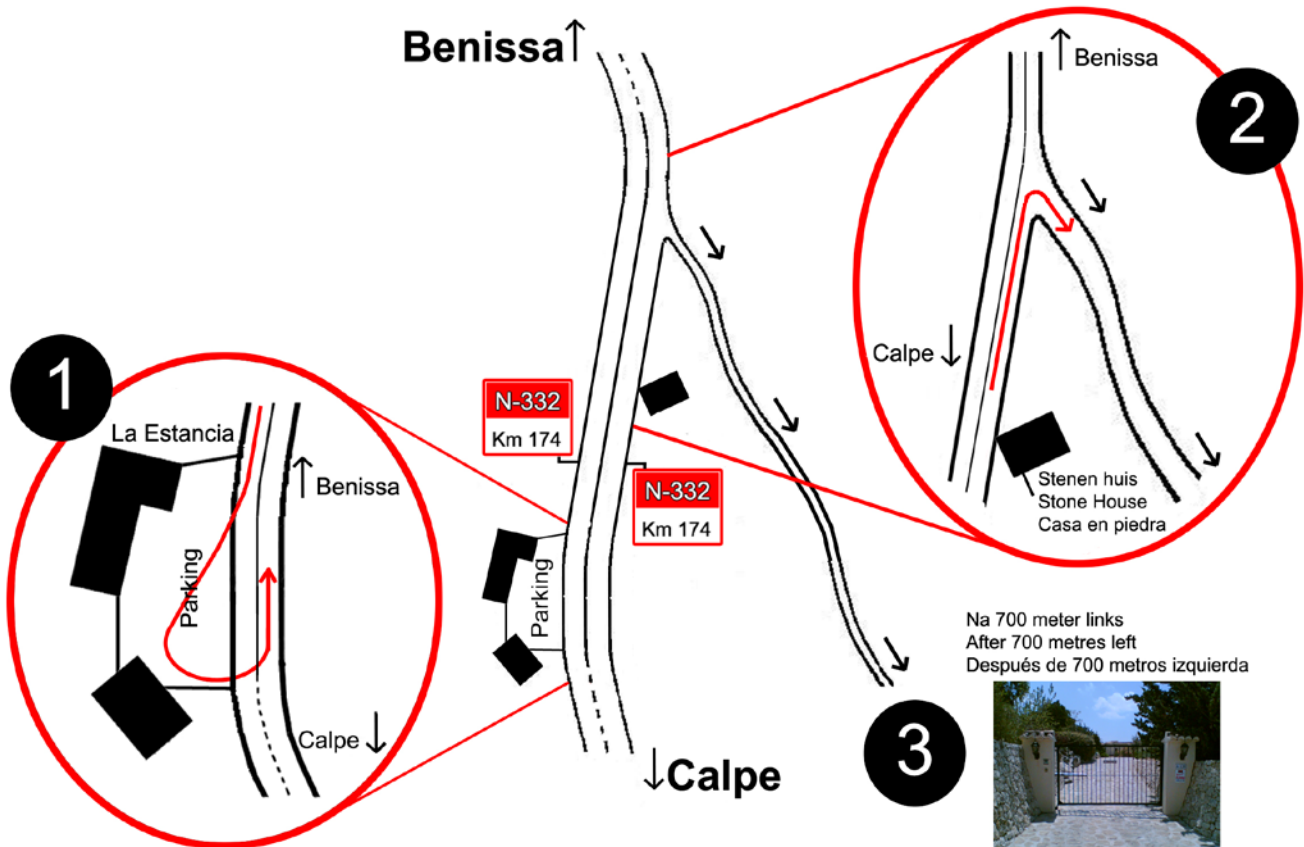 Benissa↑
↑ Benissa
2
Calpe ↓
Stenen huis
Stone House
Casa en piedra
1
La Estancia
↑ Benissa
Parking
Calpe ↓
N-332
Km 174
N-332
Km 174
Parking
↓Calpe
3
Na 700 meter links
After 700 metres left
Después de 700 metros izquierda